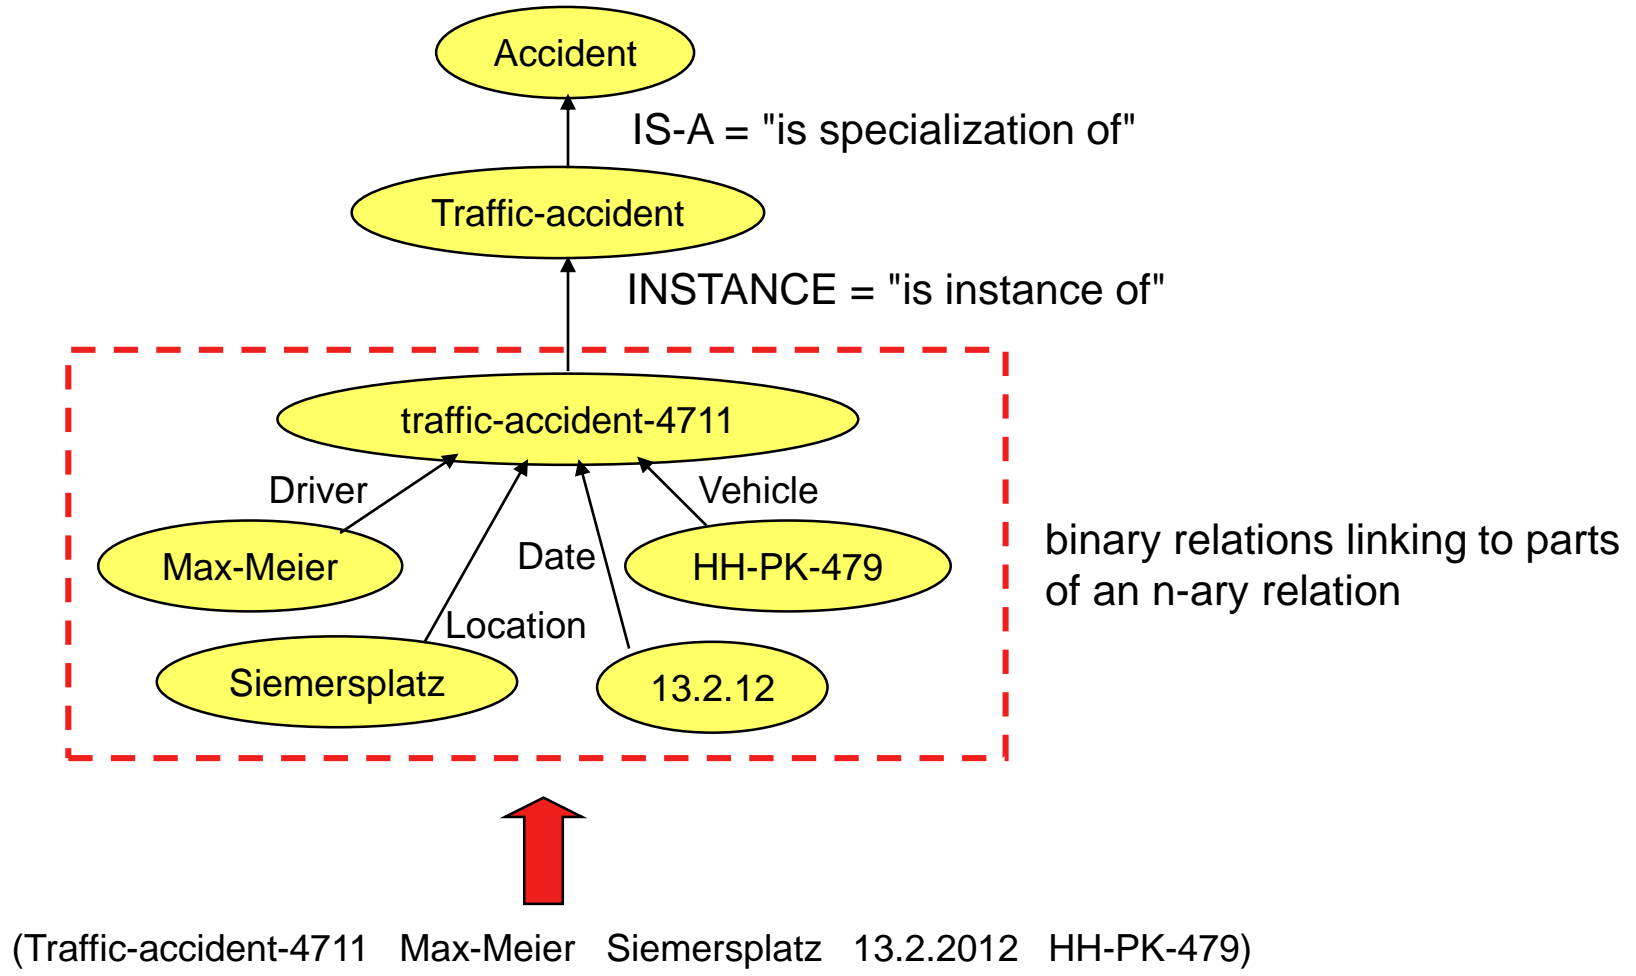 Accident
IS-A = "is specialization of"
Traffic-accident
INSTANCE = "is instance of"
traffic-accident-4711
Driver
Vehicle
Max-Meier
Date
HH-PK-479
binary relations linking to parts
of an n-ary relation
Location
Siemersplatz
13.2.12
(Traffic-accident-4711 Max-Meier Siemersplatz 13.2.2012 HH-PK-479)